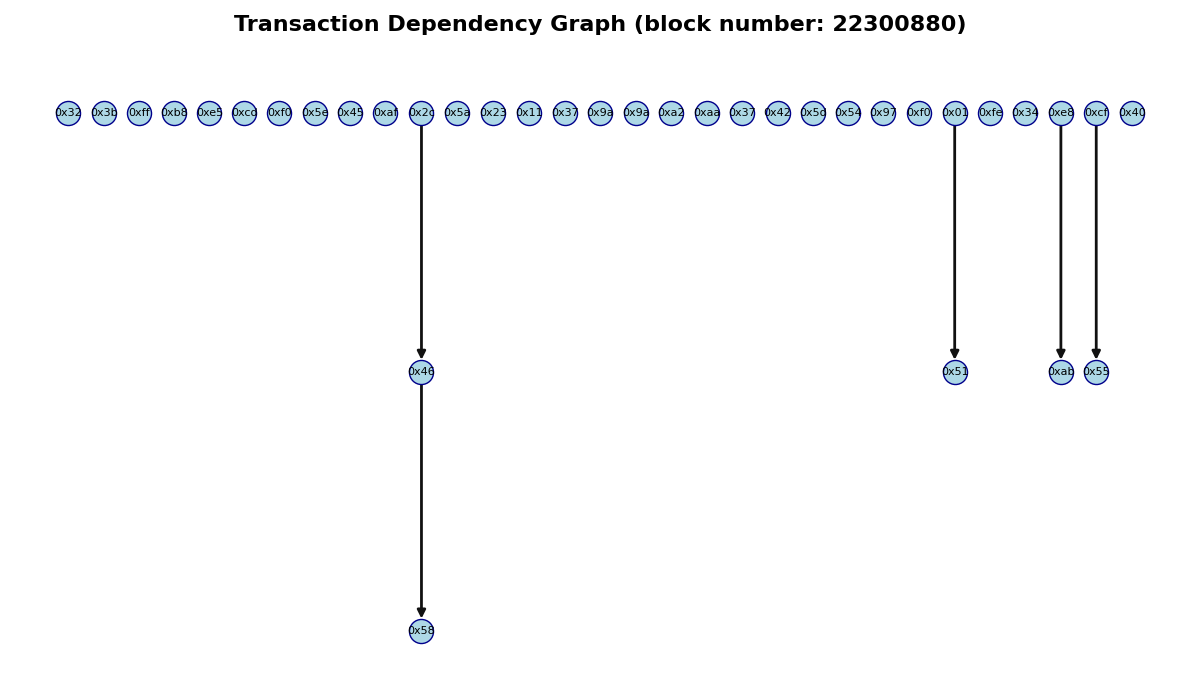 Transaction Dependency Graph (block number: 22300880)
0x32 0x3b 0xff 0xb8 0xe5 0xcd 0xf0 0x5e 0x45 0xaf 0x2c 0x5a 0x23 0x11 0x37 0x9a 0x9a 0xa2 0xaa 0x37 0x42 0x5d 0x54 0x97 0xf0 0x01 0xfe 0x34 0xe8 0xcf 0x40
0x46 0x51 0xab 0x55
0x58